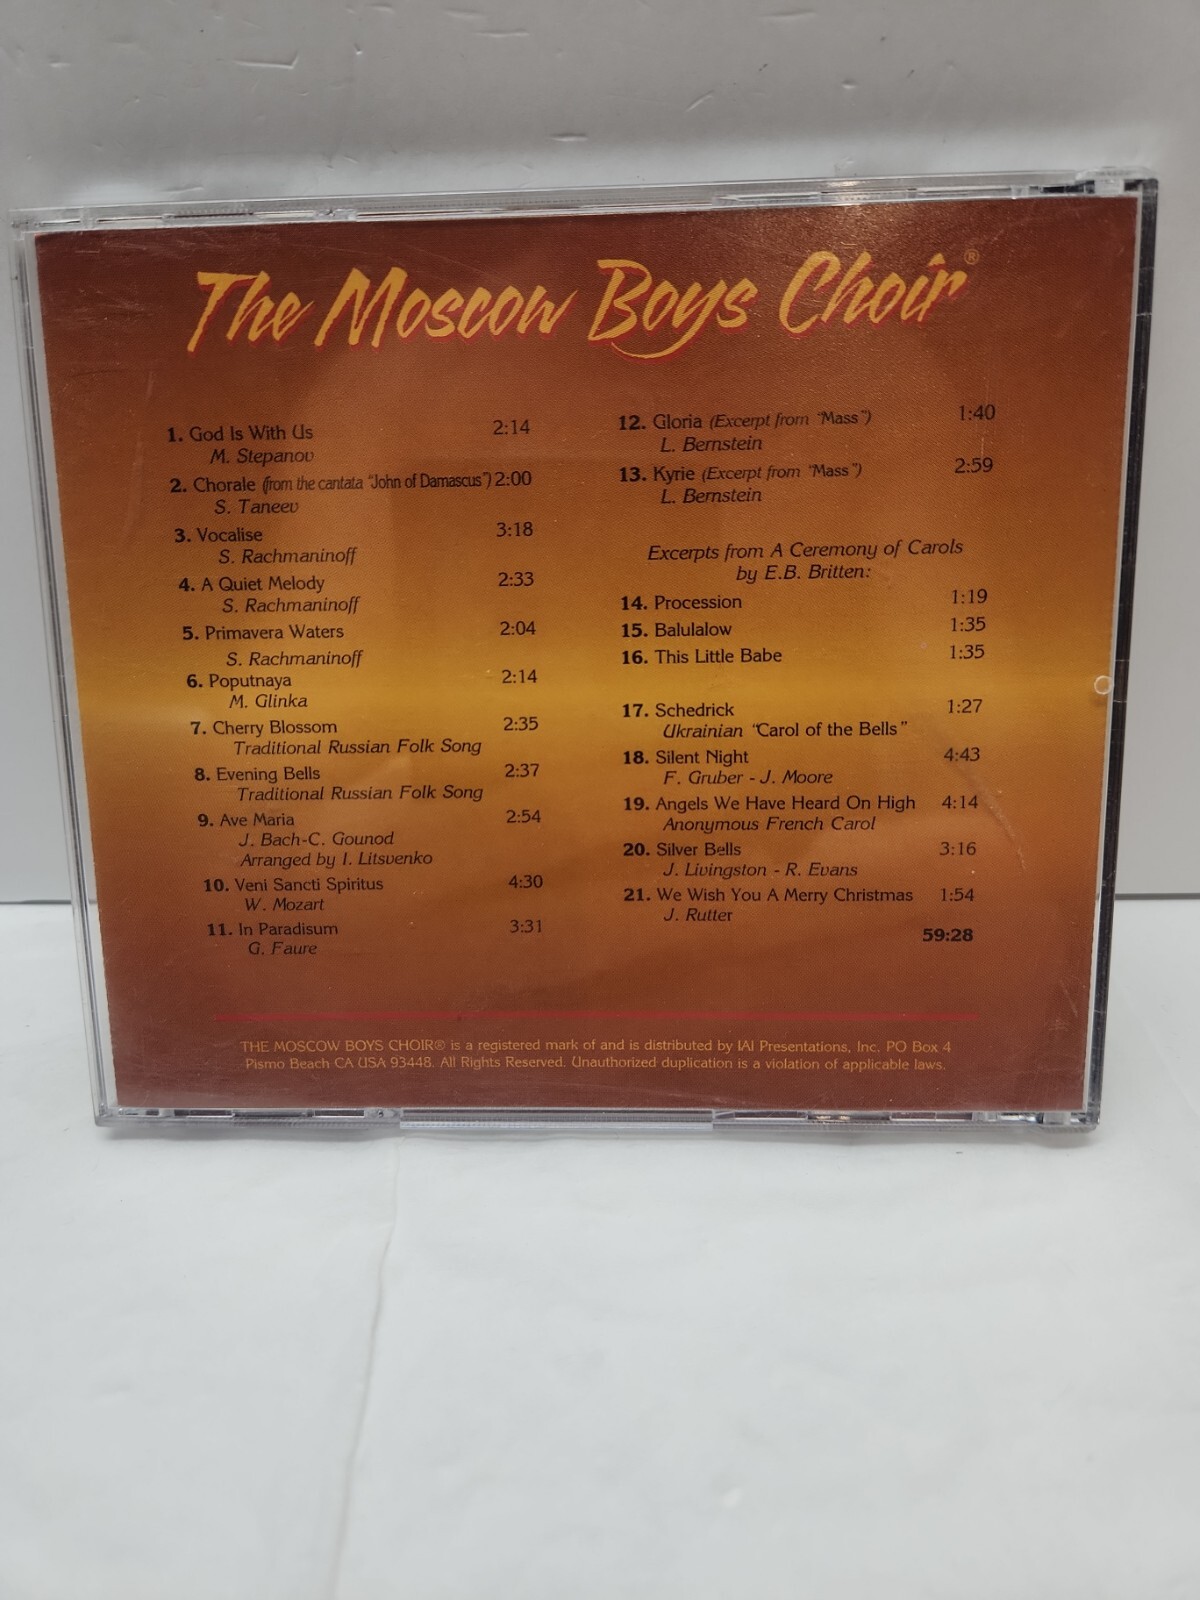 The Moscow Boys Choir®
1. God Is With Us 2:14
M. Stepanov
2. Chorale (from the cantata "John of Damascus") 2:00
S. Taneev
3. Vocalise 3:18
S. Rachmaninoff
4. A Quiet Melody 2:33
S. Rachmaninoff
5. Primavera Waters 2:04
S. Rachmaninoff
6. Poputnaya 2:14
M. Glinka
7. Cherry Blossom 2:35
Traditional Russian Folk Song
8. Evening Bells 2:37
Traditional Russian Folk Song
9. Ave Maria 2:54
J. Bach-C. Gounod
Arranged by I. Litsvenko
10. Veni Sancti Spiritus 4:30
W. Mozart
11. In Paradisum 3:31
G. Faure
12. Gloria (Excerpt from "Mass") 1:40
L. Bernstein
13. Kyrie (Excerpt from "Mass") 2:59
L. Bernstein
Excerpts from A Ceremony of Carols
by E.B. Britten:
14. Procession 1:19
15. Balulalow 1:35
16. This Little Babe 1:35
17. Schedrick 1:27
Ukrainian "Carol of the Bells"
18. Silent Night 4:43
F. Gruber - J. Moore
19. Angels We Have Heard On High 4:14
Anonymous French Carol
20. Silver Bells 3:16
J. Livingston - R. Evans
21. We Wish You A Merry Christmas 1:54
J. Rutter
59:28
THE MOSCOW BOYS CHOIR® is a registered mark of and is distributed by IAI Presentations, Inc. PO Box 4
Pismo Beach CA USA 93448. All Rights Reserved. Unauthorized duplication is a violation of applicable laws.